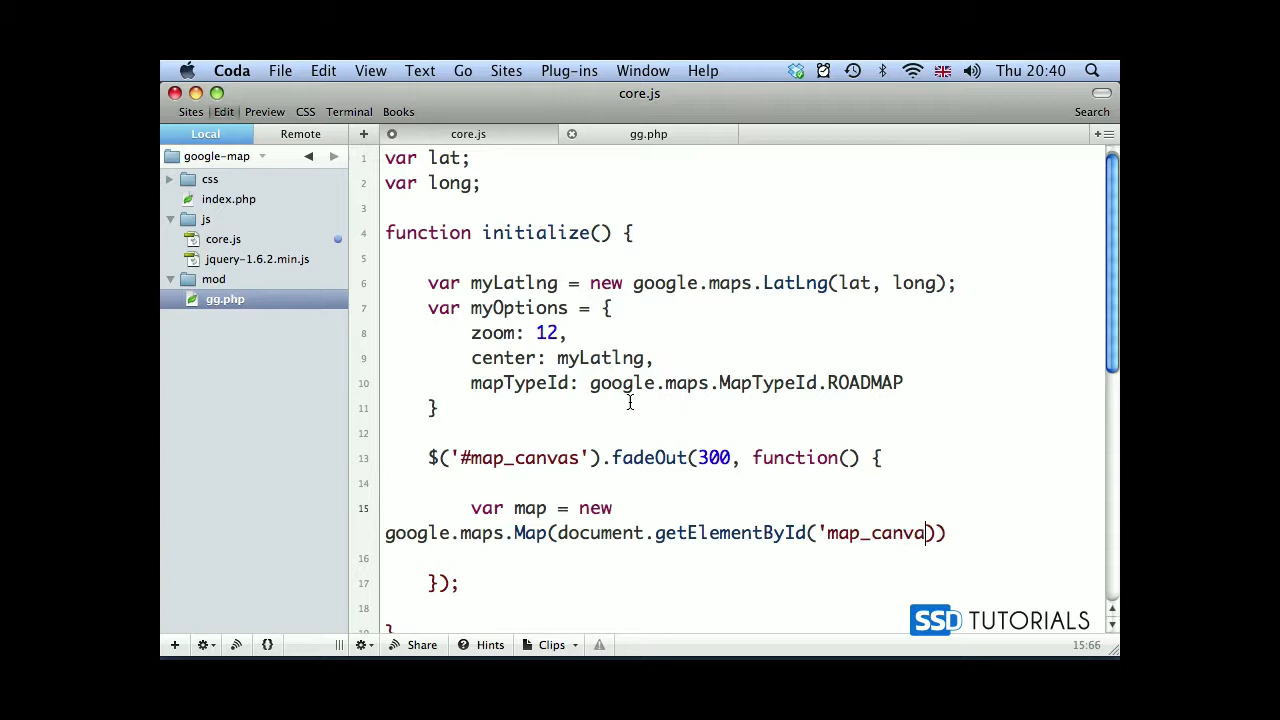 Coda File Edit View Text Go Sites Plug-ins Window Help Thu 20:40
core.js
Sites Edit Preview CSS Terminal Books Search
Local Remote + core.js gg.php
google-map
css
index.php
js
core.js
jquery-1.6.2.min.js
mod
gg.php
1 var lat;
2 var long;
3
4 function initialize() {
5
6 var myLatlng = new google.maps.LatLng(lat, long);
7 var myOptions = {
8 zoom: 12,
9 center: myLatlng,
10 mapTypeId: google.maps.MapTypeId.ROADMAP
11 }
12
13 $('#map_canvas').fadeOut(300, function() {
14
15 var map = new
google.maps.Map(document.getElementById('map_canva))
16
17 });
18
}
SSD TUTORIALS
Share Hints Clips 15:66